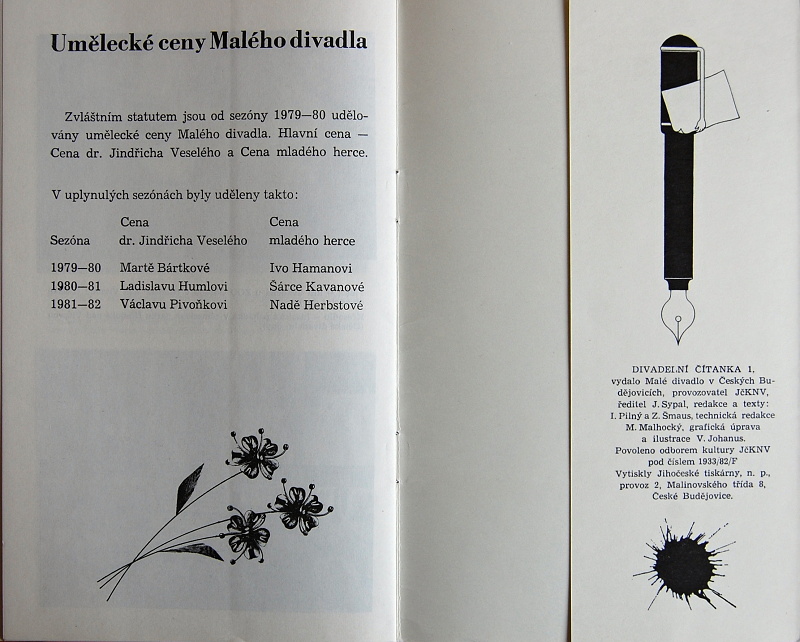 Umělecké ceny Malého divadla
Zvláštním statutem jsou od sezóny 1979—80 udělo-
vány umělecké ceny Malého divadla. Hlavní cena —
Cena dr. Jindřicha Veselého a Cena mladého herce.
V uplynulých sezónách byly uděleny takto:
Cena Cena
Sezóna dr. Jindřicha Veselého mladého herce
1979—80 Martě Bártkové Ivo Hamanovi
1980—81 Ladislavu Humlovi Šárce Kavanové
1981—82 Václavu Pivoňkovi Nadě Herbstové
DIVADELNÍ ČÍTANKA 1,
vydalo Malé divadlo v Českých Bu-
dějovicích, provozovatel JčKNV,
ředitel J. Sypal, redakce a texty:
I. Pilný a Z. Šmaus, technická redakce
M. Malhocký, grafická úprava
a ilustrace V. Johanus.
Povoleno odborem kultury JčKNV
pod číslem 1933/82/F
Vytiskly Jihočeské tiskárny, n. p.,
provoz 2, Malinovského třída 8,
České Budějovice.